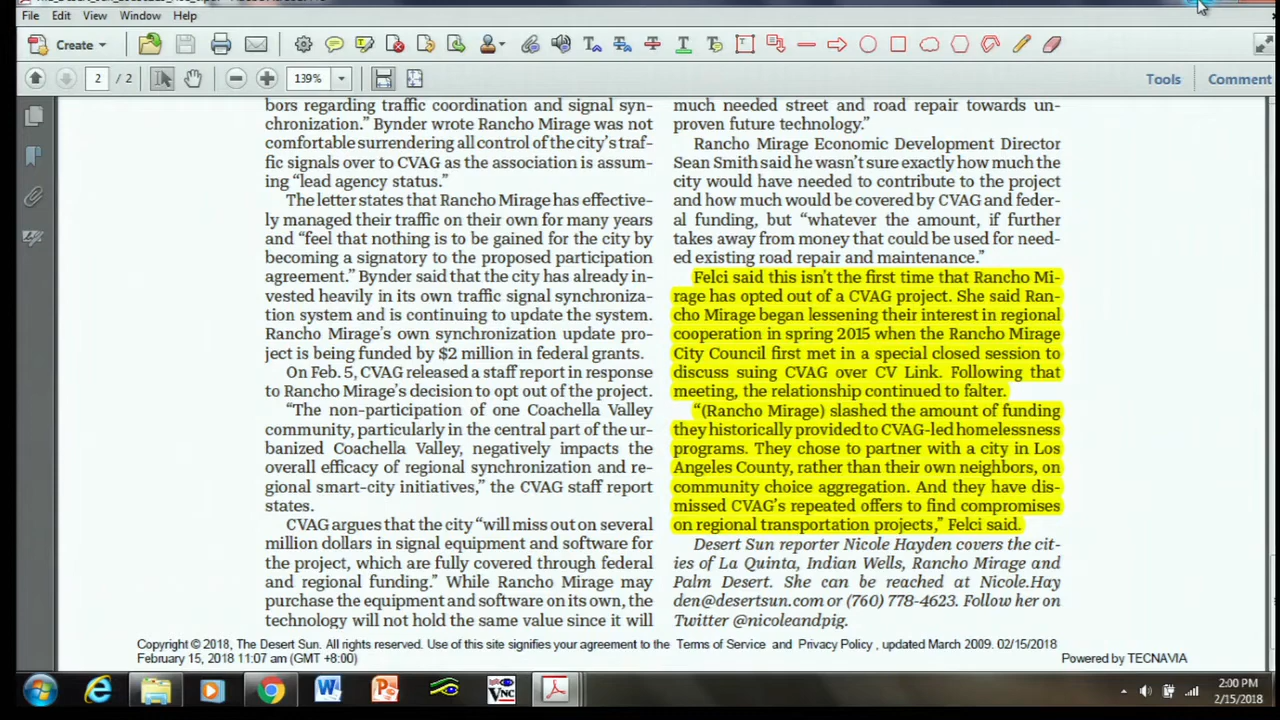 File Edit View Window Help
Create
2 / 2
139%
Tools
Comment
bors regarding traffic coordination and signal syn-
chronization.” Bynder wrote Rancho Mirage was not
comfortable surrendering all control of the city’s traf-
fic signals over to CVAG as the association is assum-
ing “lead agency status.”
The letter states that Rancho Mirage has effective-
ly managed their traffic on their own for many years
and “feel that nothing is to be gained for the city by
becoming a signatory to the proposed participation
agreement.” Bynder said that the city has already in-
vested heavily in its own traffic signal synchroniza-
tion system and is continuing to update the system.
Rancho Mirage’s own synchronization update pro-
ject is being funded by $2 million in federal grants.
On Feb. 5, CVAG released a staff report in response
to Rancho Mirage’s decision to opt out of the project.
“The non-participation of one Coachella Valley
community, particularly in the central part of the ur-
banized Coachella Valley, negatively impacts the
overall efficacy of regional synchronization and re-
gional smart-city initiatives,” the CVAG staff report
states.
CVAG argues that the city “will miss out on several
million dollars in signal equipment and software for
the project, which are fully covered through federal
and regional funding.” While Rancho Mirage may
purchase the equipment and software on its own, the
technology will not hold the same value since it will
much needed street and road repair towards un-
proven future technology.”
Rancho Mirage Economic Development Director
Sean Smith said he wasn’t sure exactly how much the
city would have needed to contribute to the project
and how much would be covered by CVAG and feder-
al funding, but “whatever the amount, if further
takes away from money that could be used for need-
ed existing road repair and maintenance.”
Felci said this isn’t the first time that Rancho Mi-
rage has opted out of a CVAG project. She said Ran-
cho Mirage began lessening their interest in regional
cooperation in spring 2015 when the Rancho Mirage
City Council first met in a special closed session to
discuss suing CVAG over CV Link. Following that
meeting, the relationship continued to falter.
“(Rancho Mirage) slashed the amount of funding
they historically provided to CVAG-led homelessness
programs. They chose to partner with a city in Los
Angeles County, rather than their own neighbors, on
community choice aggregation. And they have dis-
missed CVAG’s repeated offers to find compromises
on regional transportation projects,” Felci said.
Desert Sun reporter Nicole Hayden covers the cit-
ies of La Quinta, Indian Wells, Rancho Mirage and
Palm Desert. She can be reached at Nicole.Hay
den@desertsun.com or (760) 778-4623. Follow her on
Twitter @nicoleandpig.
Copyright © 2018, The Desert Sun. All rights reserved. Use of this site signifies your agreement to the Terms of Service and Privacy Policy , updated March 2009. 02/15/2018
February 15, 2018 11:07 am (GMT +8:00)
Powered by TECNAVIA
VNC
2:00 PM
2/15/2018